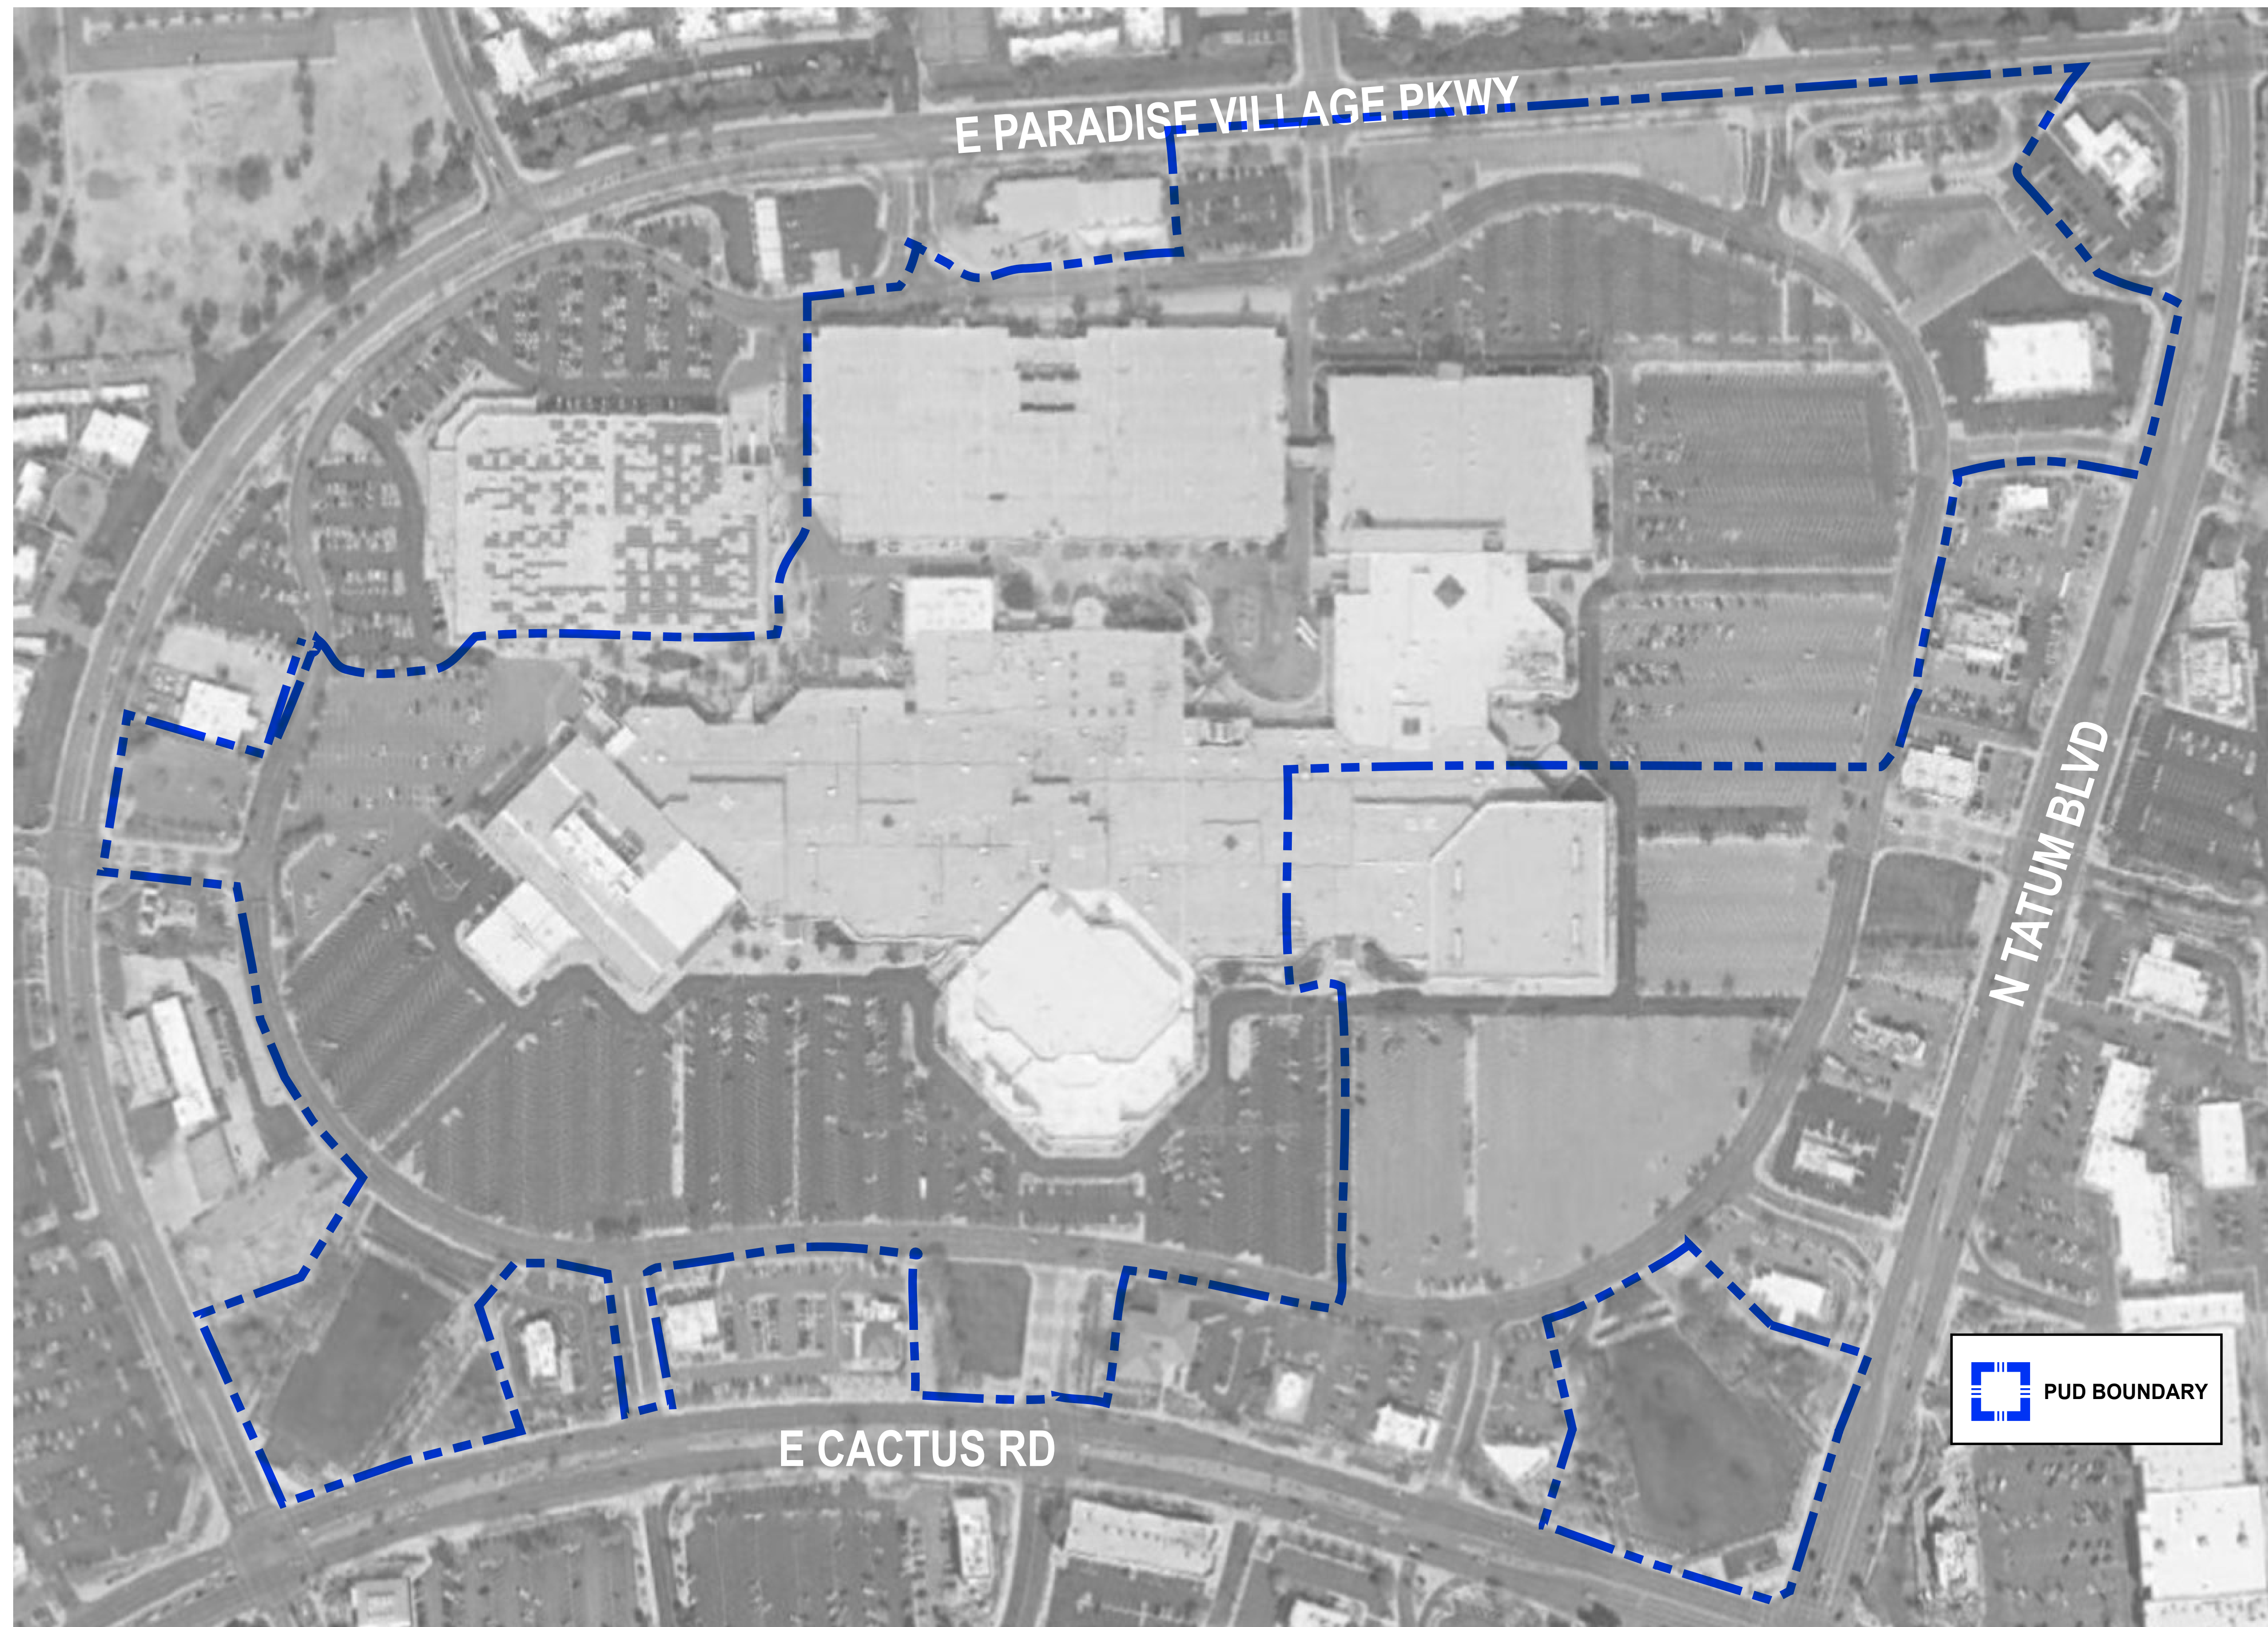 E PARADISE VILLAGE PKWY
N TATUM BLVD
PUD BOUNDARY
E CACTUS RD